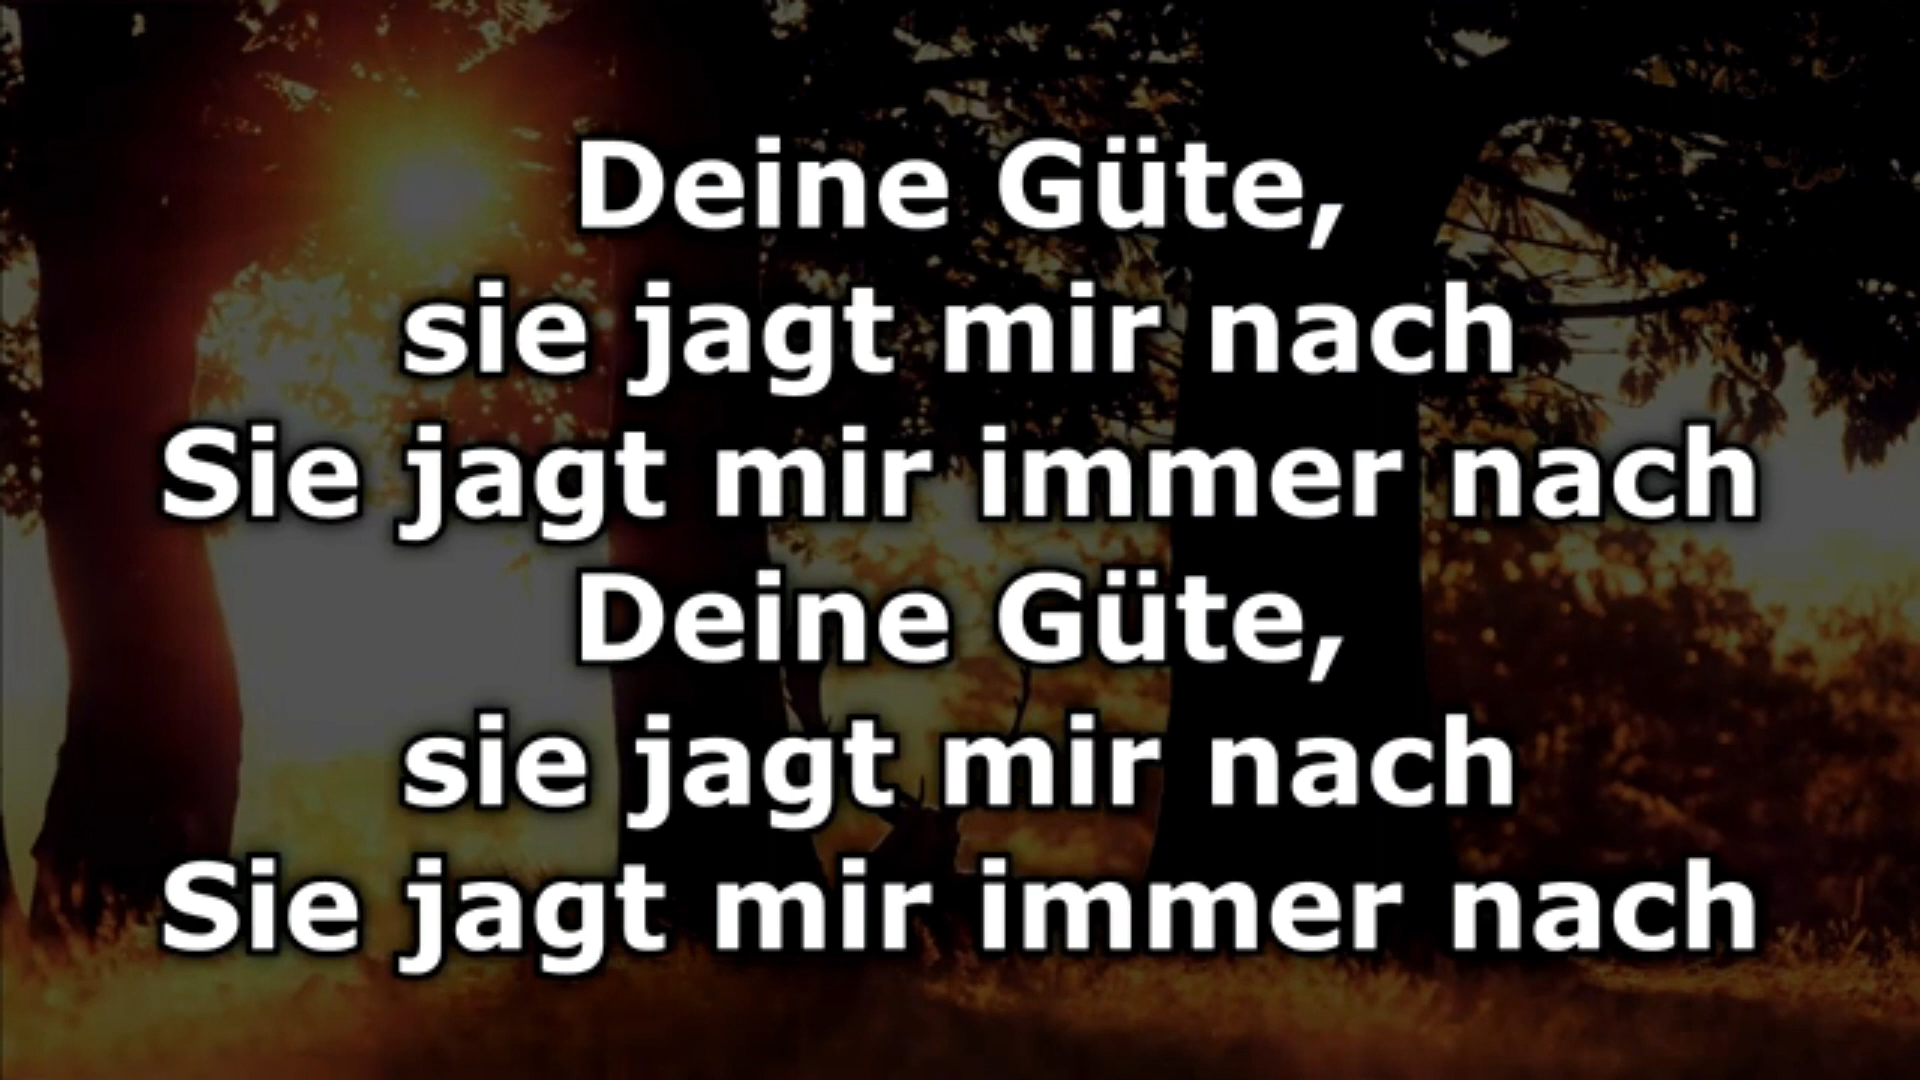 Deine Güte,
sie jagt mir nach
Sie jagt mir immer nach
Deine Güte,
sie jagt mir nach
Sie jagt mir immer nach